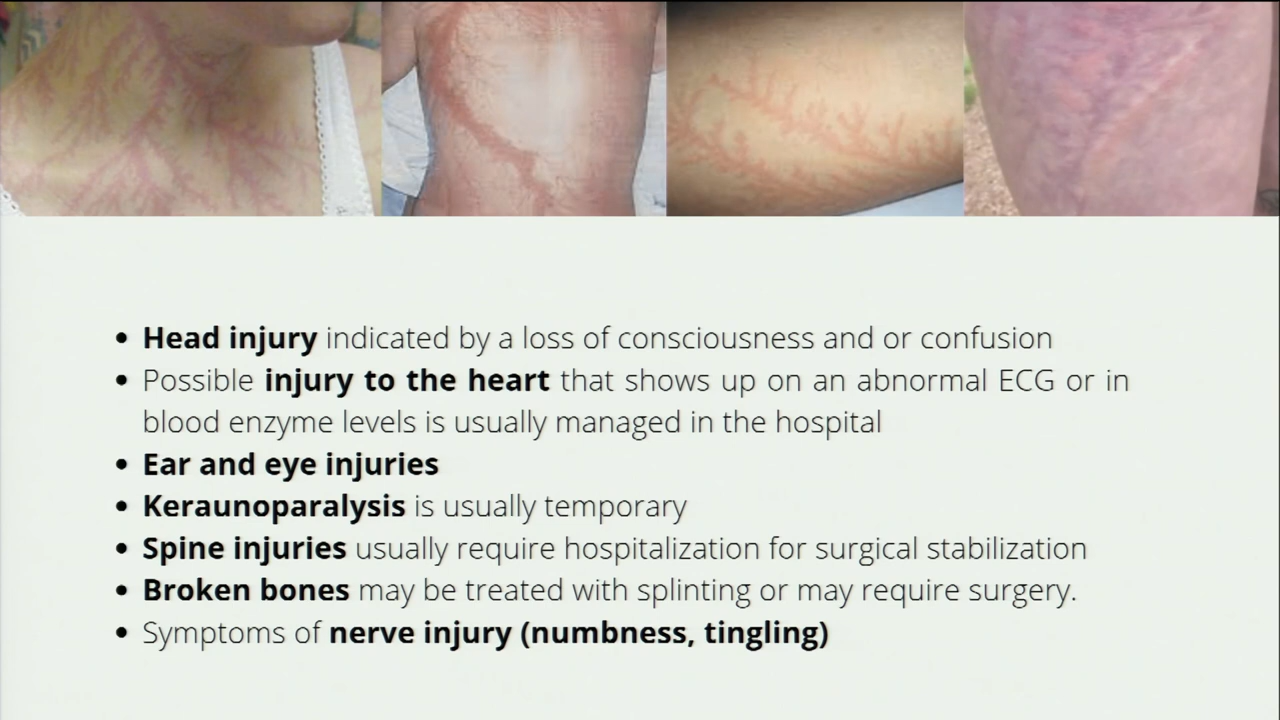 • Head injury indicated by a loss of consciousness and or confusion
• Possible injury to the heart that shows up on an abnormal ECG or in
blood enzyme levels is usually managed in the hospital
• Ear and eye injuries
• Keraunoparalysis is usually temporary
• Spine injuries usually require hospitalization for surgical stabilization
• Broken bones may be treated with splinting or may require surgery.
• Symptoms of nerve injury (numbness, tingling)